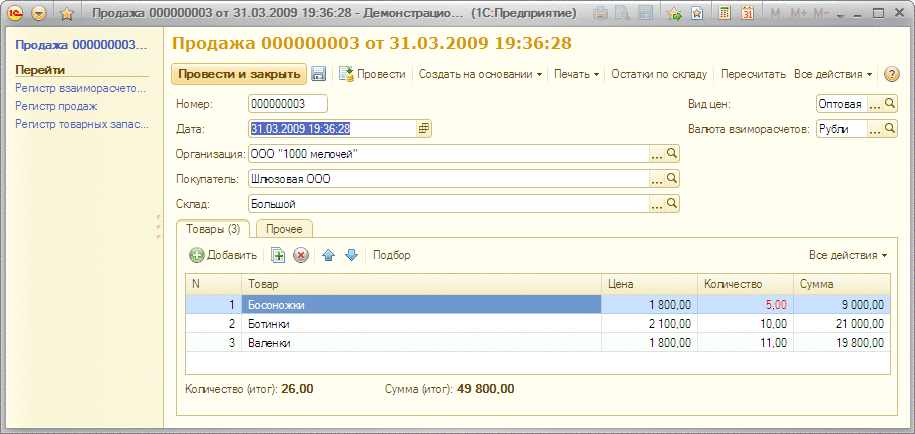 Продажа 000000003 от 31.03.2009 19:36:28 - Демонстрацио... (1С:Предприятие)
M M+ M-
Продажа 000000003...
Перейти
Регистр взаиморасчето...
Регистр продаж
Регистр товарных запас...
Продажа 000000003 от 31.03.2009 19:36:28
Провести и закрыть Провести Создать на основании Печать Остатки по складу Пересчитать Все действия ?
Номер: 000000003 Вид цен: Оптовая ...
Дата: 31.03.2009 19:36:28 Валюта взиморасчетов: Рубли ...
Организация: ООО "1000 мелочей" ...
Покупатель: Шлюзовая ООО ...
Склад: Большой ...
Товары (3) Прочее
Добавить Подбор Все действия
N Товар Цена Количество Сумма
1 Босоножки 1 800,00 5,00 9 000,00
2 Ботинки 2 100,00 10,00 21 000,00
3 Валенки 1 800,00 11,00 19 800,00
Количество (итог): 26,00 Сумма (итог): 49 800,00